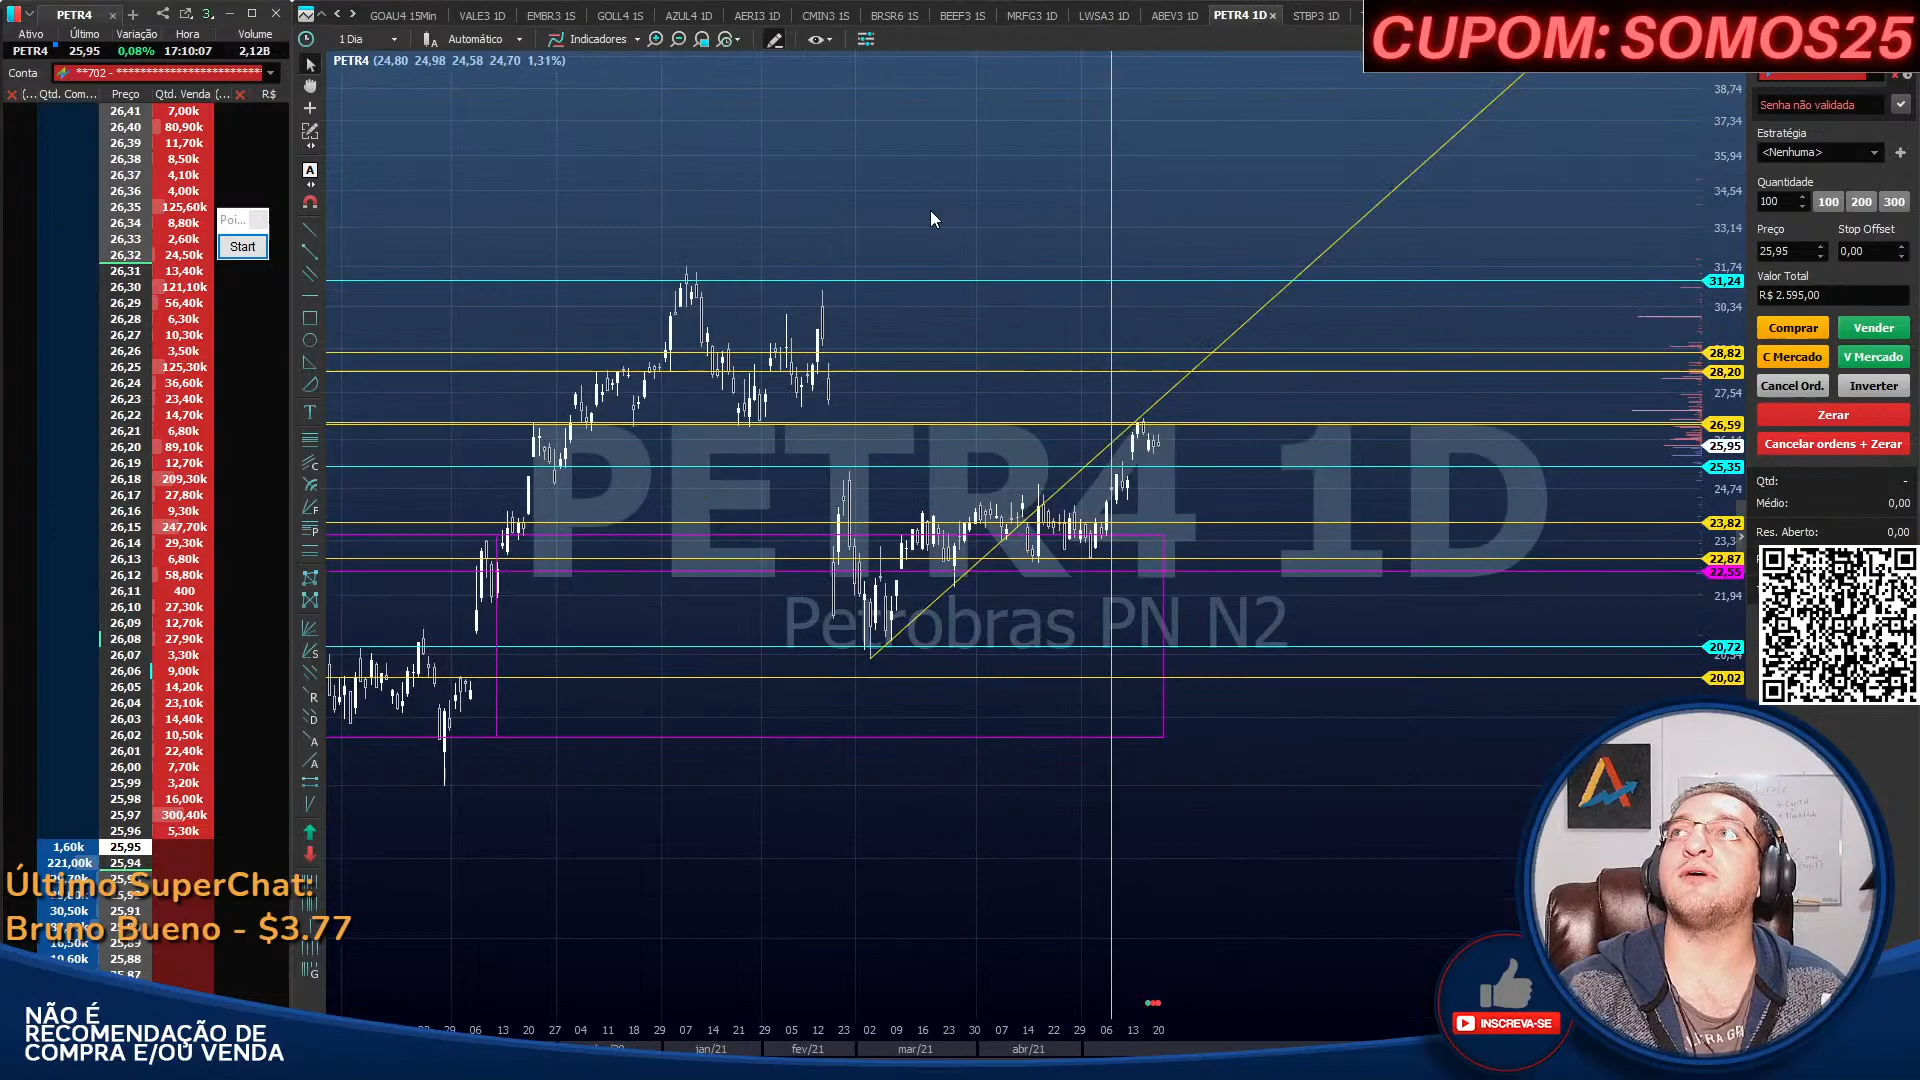 PETR4
Ativo Último Variação Hora Volume
PETR4 25,95 0,08% 17:10:07 2,12B
Conta **702 - ********************
Qtd. Com... Preço Qtd. Venda (... R$
26,41 7,00k
26,40 80,90k
26,39 11,70k
26,38 8,50k
26,37 4,10k
26,36 4,00k
26,35 125,60k
26,34 8,80k
26,33 2,60k
26,32 24,50k
26,31 13,40k
26,30 121,10k
26,29 56,40k
26,28 6,30k
26,27 10,30k
26,26 3,50k
26,25 125,30k
26,24 36,60k
26,23 23,40k
26,22 14,70k
26,21 6,80k
26,20 89,10k
26,19 12,70k
26,18 209,30k
26,17 27,80k
26,16 9,30k
26,15 247,70k
26,14 29,30k
26,13 6,80k
26,12 58,80k
26,11 400
26,10 27,30k
26,09 12,70k
26,08 27,90k
26,07 3,30k
26,06 9,00k
26,05 14,20k
26,04 23,10k
26,03 14,40k
26,02 10,50k
26,01 22,40k
26,00 7,70k
25,99 3,20k
25,98 16,00k
25,97 300,40k
25,96 5,30k
1,60k 25,95
221,00k 25,94
30,50k 25,91
25,88
Poi...
Start
Último SuperChat:
Bruno Bueno - $3.77
NÃO É
RECOMENDAÇÃO DE
COMPRA E/OU VENDA
GOAU4 15Min VALE3 1D EMBR3 1S GOLL4 1S AZUL4 1D AERI3 1D CMIN3 1S BRSR6 1S BEEF3 1S MRFG3 1D LWSA3 1D ABEV3 1D PETR4 1D STBP3 1D
1 Dia Automático Indicadores
PETR4 (24,80 24,98 24,58 24,70 1,31%)
PETR4 1D
Petrobras PN N2
38,74
37,34
35,94
34,54
33,14
31,74
31,24
30,34
28,82
28,20
27,54
26,59
25,95
25,35
24,74
23,82
22,87
22,55
21,94
20,72
20,02
29 06 13 20 27 04 11 18 29 07 14 21 29 05 12 23 02 09 16 23 30 07 14 22 29 06 13 20
jan/21 fev/21 mar/21 abr/21
CUPOM: SOMOS25
Senha não validada
Estratégia
<Nenhuma>
Quantidade
100 100 200 300
Preço Stop Offset
25,95 0,00
Valor Total
R$ 2.595,00
Comprar Vender
C Mercado V Mercado
Cancel Ord. Inverter
Zerar
Cancelar ordens + Zerar
Qtd: -
Médio: 0,00
Res. Aberto: 0,00
INSCREVA-SE